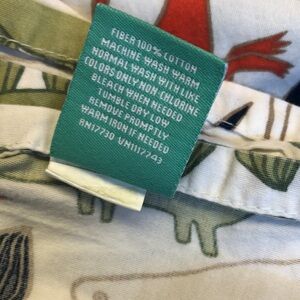 FIBER 100% COTTON
MACHINE WASH WARM
NORMAL WASH WITH LIKE
COLORS ONLY NON-CHLORINE
BLEACH WHEN NEEDED
TUMBLE DRY LOW
REMOVE PROMPTLY
WARM IRON IF NEEDED
RN17730 UN1117743